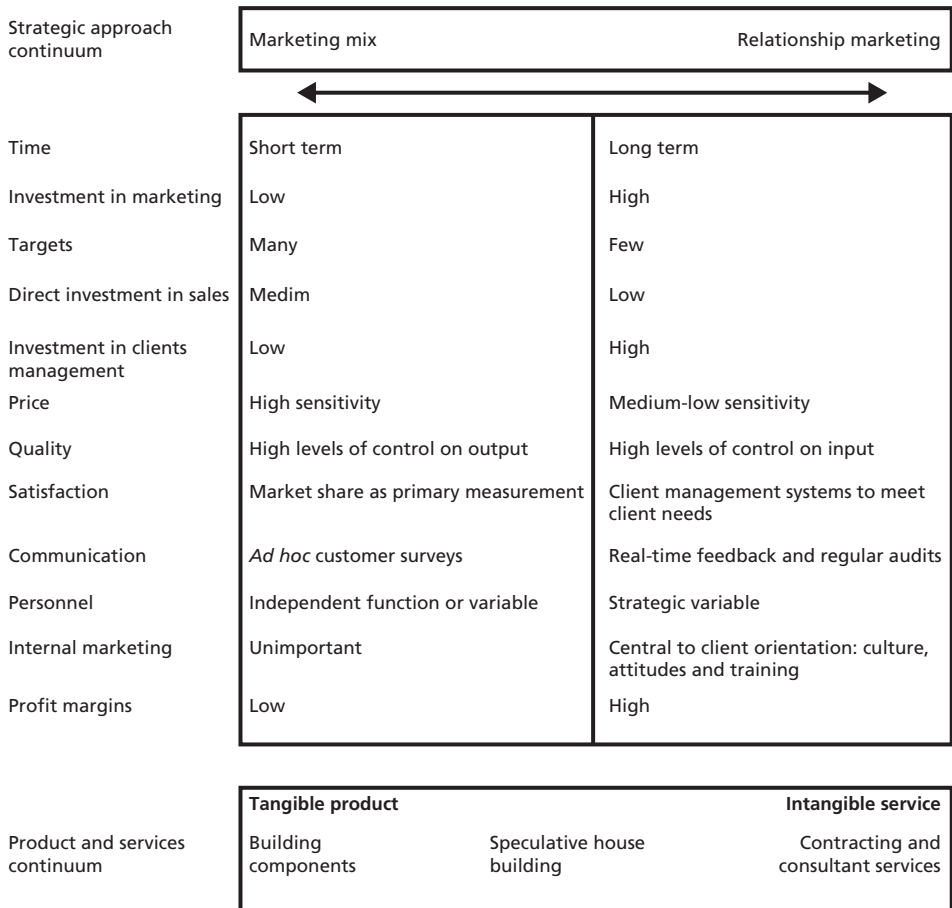 Strategic approach
continuum
Marketing mix
Relationship marketing
Time
Short term
Long term
Investment in marketing
Low
High
Targets
Many
Few
Direct investment in sales
Medim
Low
Investment in clients
management
Low
High
Price
High sensitivity
Medium-low sensitivity
Quality
High levels of control on output
High levels of control on input
Satisfaction
Market share as primary measurement
Client management systems to meet
client needs
Communication
Ad hoc customer surveys
Real-time feedback and regular audits
Personnel
Independent function or variable
Strategic variable
Internal marketing
Unimportant
Central to client orientation: culture,
attitudes and training
Profit margins
Low
High
Tangible product
Intangible service
Product and services
continuum
Building
components
Speculative house
building
Contracting and
consultant services